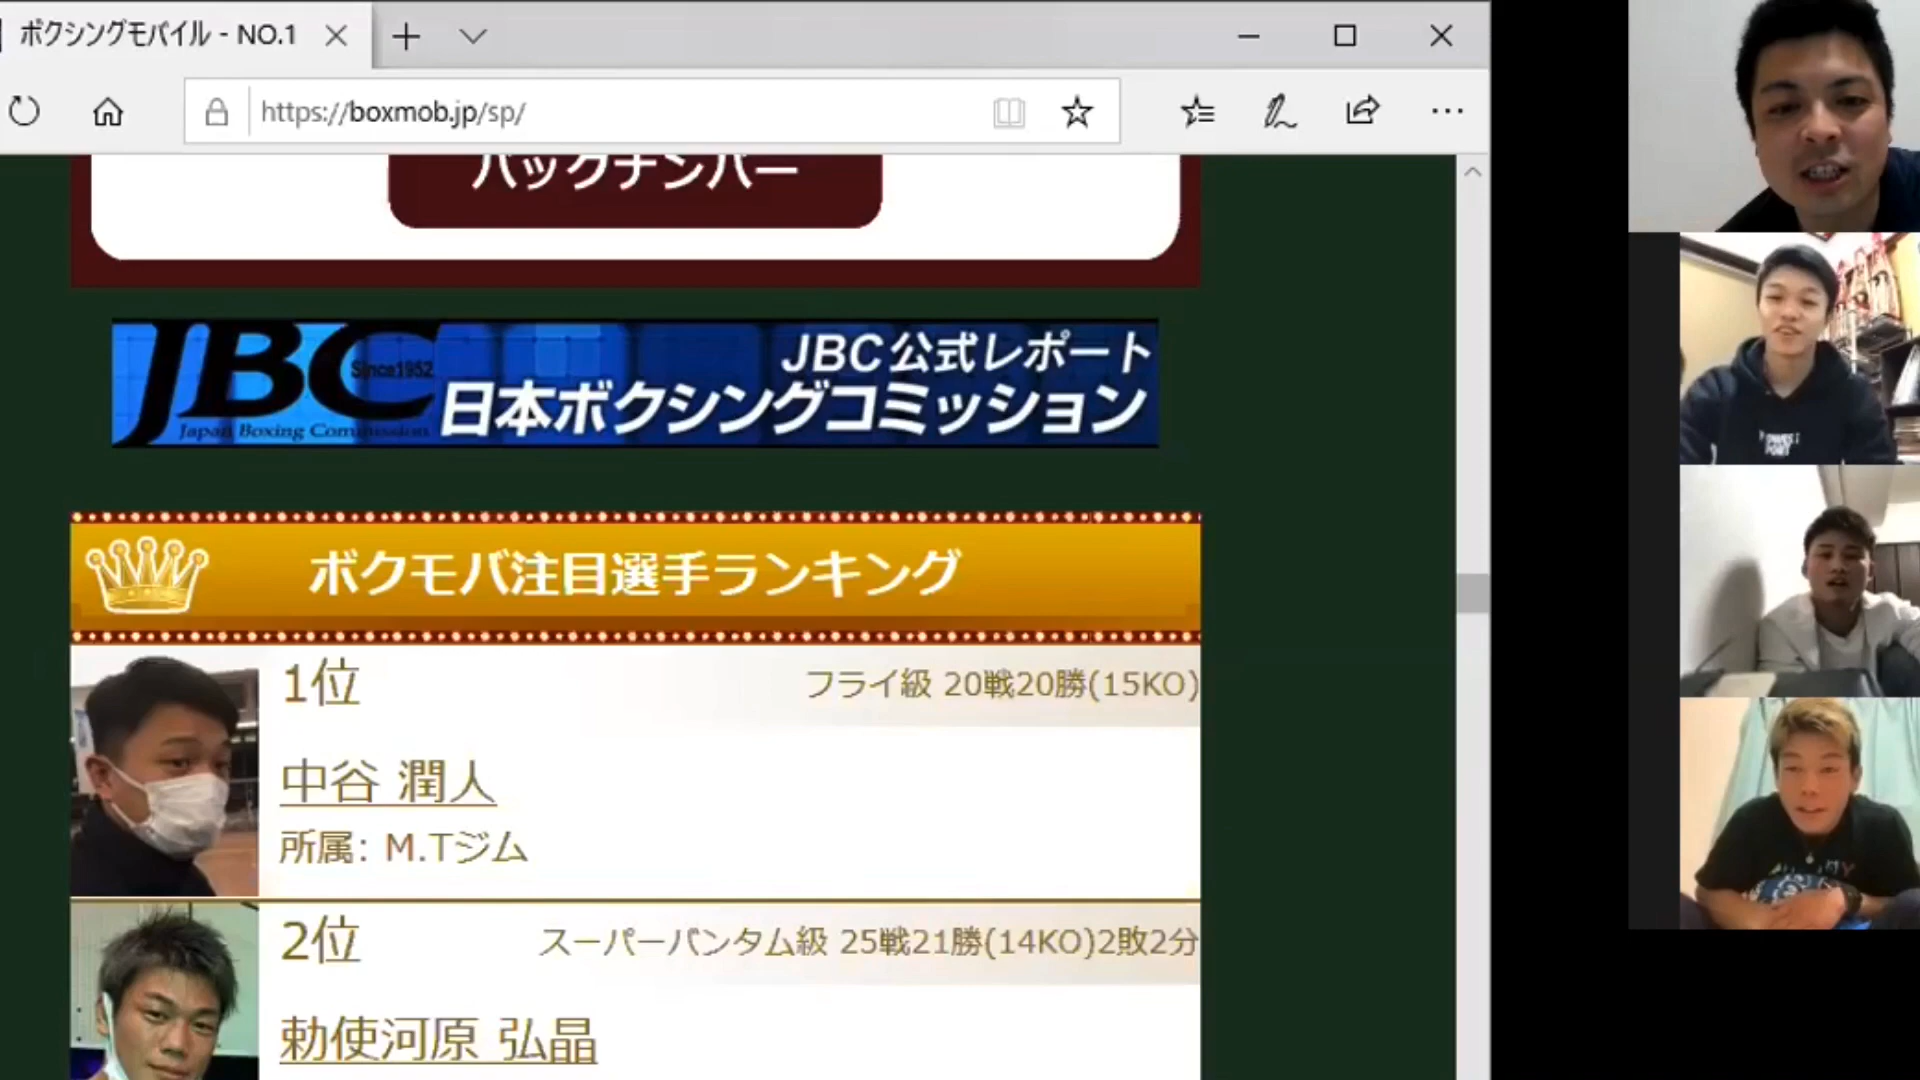 ボクシングモバイル - NO.1
https://boxmob.jp/sp/
バックナンバー
JBC
Since1952
Japan Boxing Commission
JBC公式レポート
日本ボクシングコミッション
ボクモバ注目選手ランキング
1位
フライ級 20戦20勝(15KO)
中谷 潤人
所属: M.Tジム
2位
スーパーバンタム級 25戦21勝(14KO)2敗2分
勅使河原 弘晶